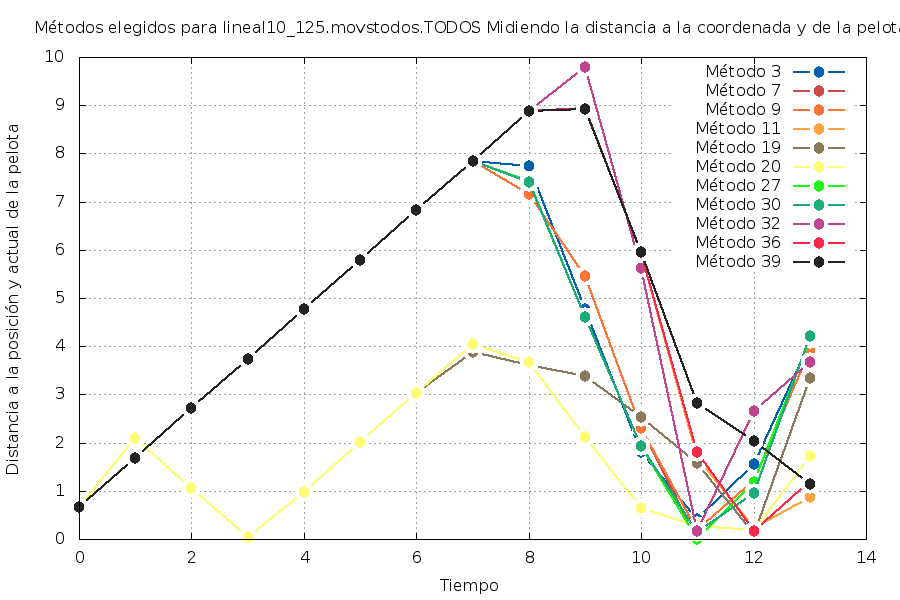 Métodos elegidos para lineal10_125.movstodos.TODOS Midiendo la distancia a la coordenada y de la pelota
Distancia a la posición y actual de la pelota
10
9
8
7
6
5
4
3
2
1
0
Método 3
Método 7
Método 9
Método 11
Método 19
Método 20
Método 27
Método 30
Método 32
Método 36
Método 39
0 2 4 6 8 10 12 14
Tiempo